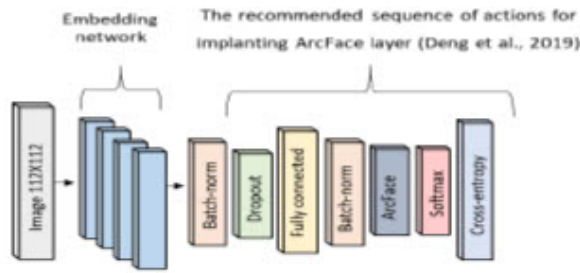 Embedding
network
The recommended sequence of actions for
implanting ArcFace layer (Deng et al., 2019)
Image 112X112
Batch-norm
Dropout
Fully connected
Batch-norm
ArcFace
Softmax
Cross-entropy